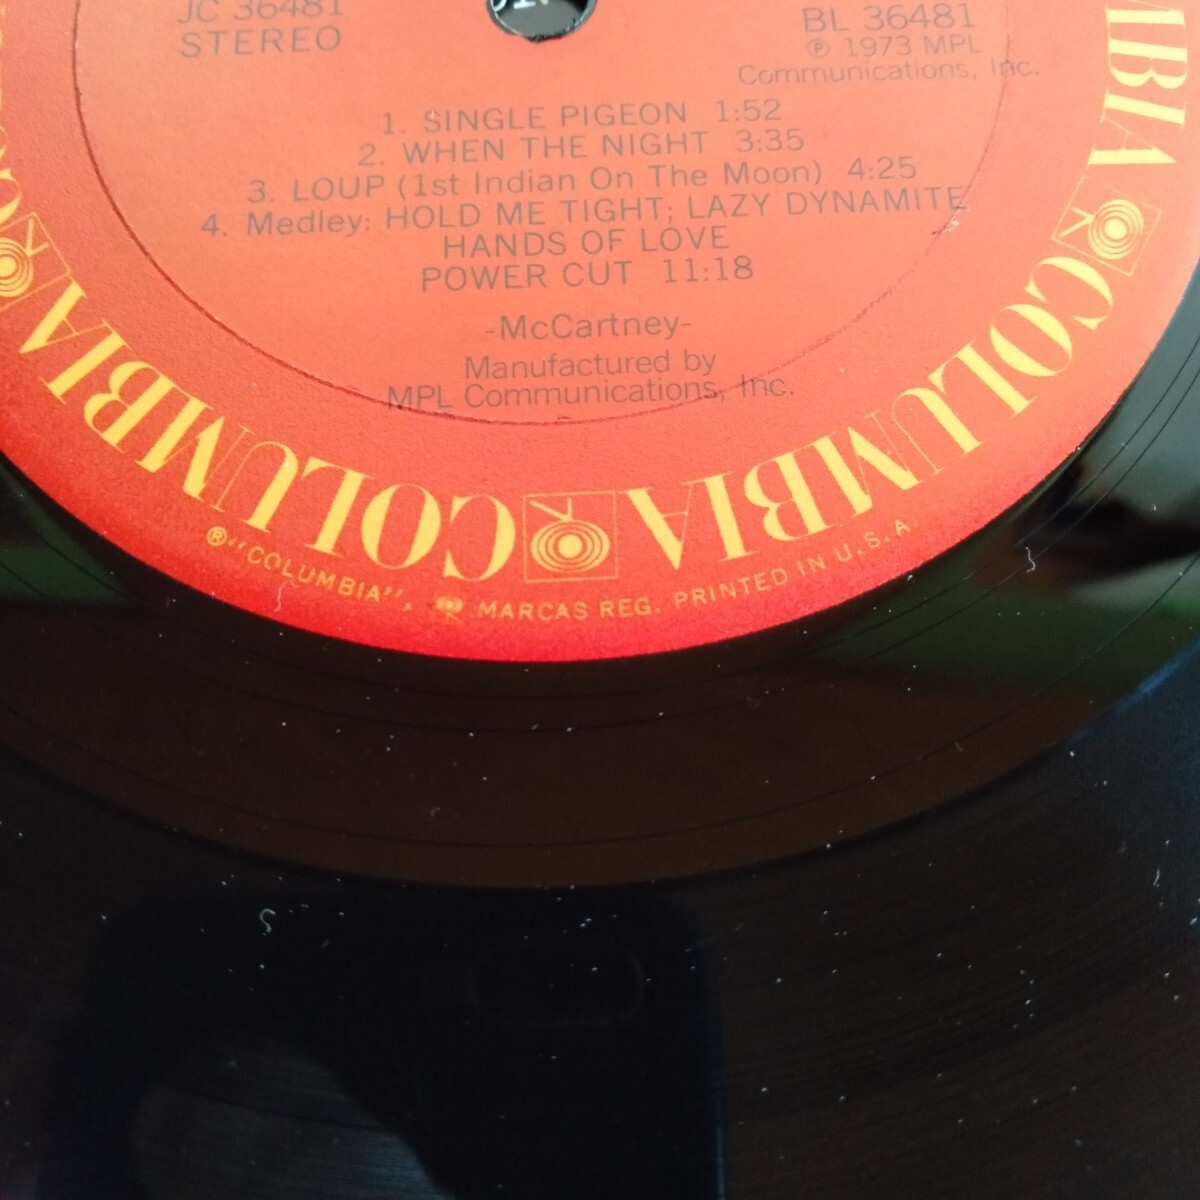 JC 36481
STEREO
BL 36481
℗ 1973 MPL
Communications, Inc.
1. SINGLE PIGEON 1:52
2. WHEN THE NIGHT 3:35
3. LOUP (1st Indian On The Moon) 4:25
4. Medley: HOLD ME TIGHT; LAZY DYNAMITE
HANDS OF LOVE
POWER CUT 11:18
-McCartney-
Manufactured by
MPL Communications, Inc.
COLUMBIA COLUMBIA COLUMBIA
® "COLUMBIA", MARCAS REG. PRINTED IN U.S.A.